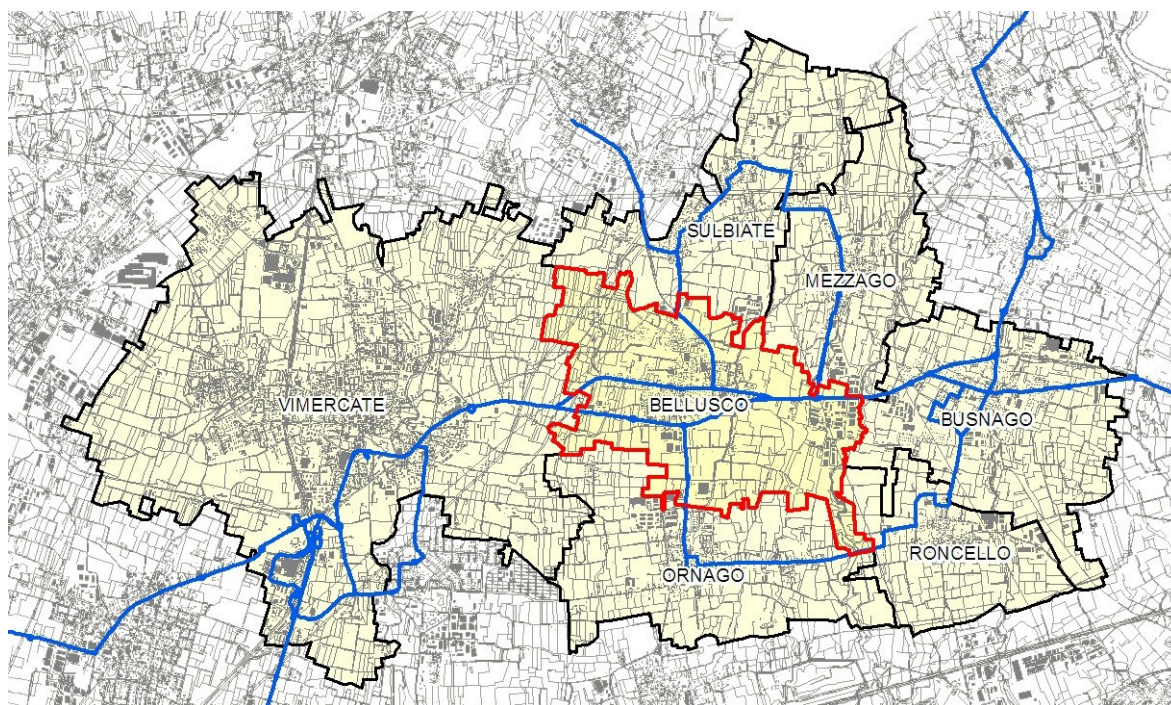 SULBIATE
MEZZAGO
VIMERCATE
BELLUSCO
BUSNAGO
RONCELLO
ORNAGO